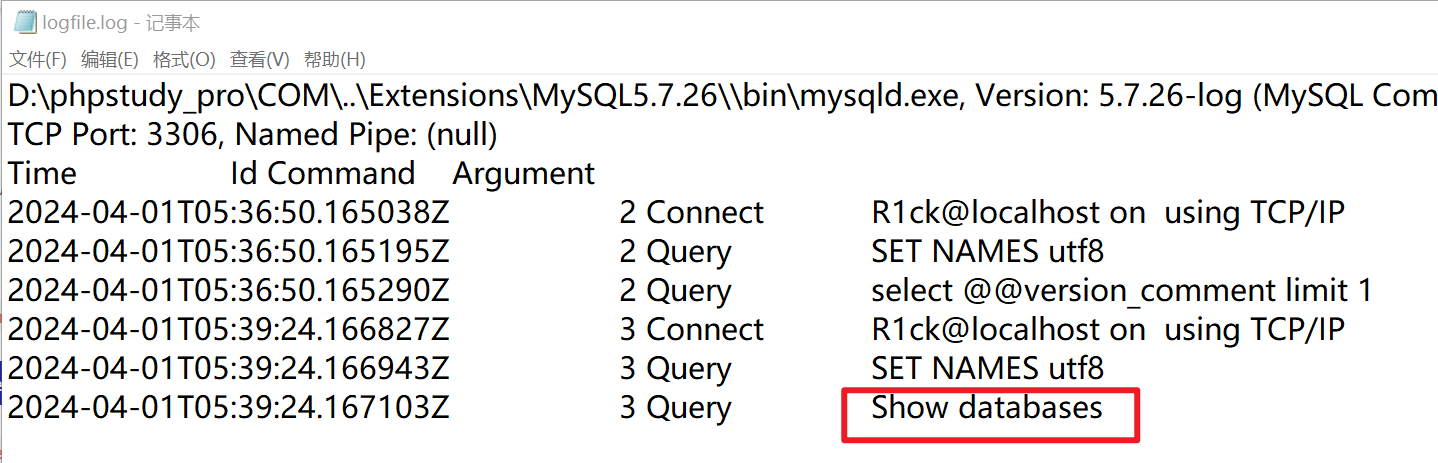 logfile.log - 记事本
文件(F) 编辑(E) 格式(O) 查看(V) 帮助(H)
D:\phpstudy_pro\COM\..\Extensions\MySQL5.7.26\\bin\mysqld.exe, Version: 5.7.26-log (MySQL Com
TCP Port: 3306, Named Pipe: (null)
Time Id Command Argument
2024-04-01T05:36:50.165038Z 2 Connect R1ck@localhost on  using TCP/IP
2024-04-01T05:36:50.165195Z 2 Query SET NAMES utf8
2024-04-01T05:36:50.165290Z 2 Query select @@version_comment limit 1
2024-04-01T05:39:24.166827Z 3 Connect R1ck@localhost on  using TCP/IP
2024-04-01T05:39:24.166943Z 3 Query SET NAMES utf8
2024-04-01T05:39:24.167103Z 3 Query Show databases